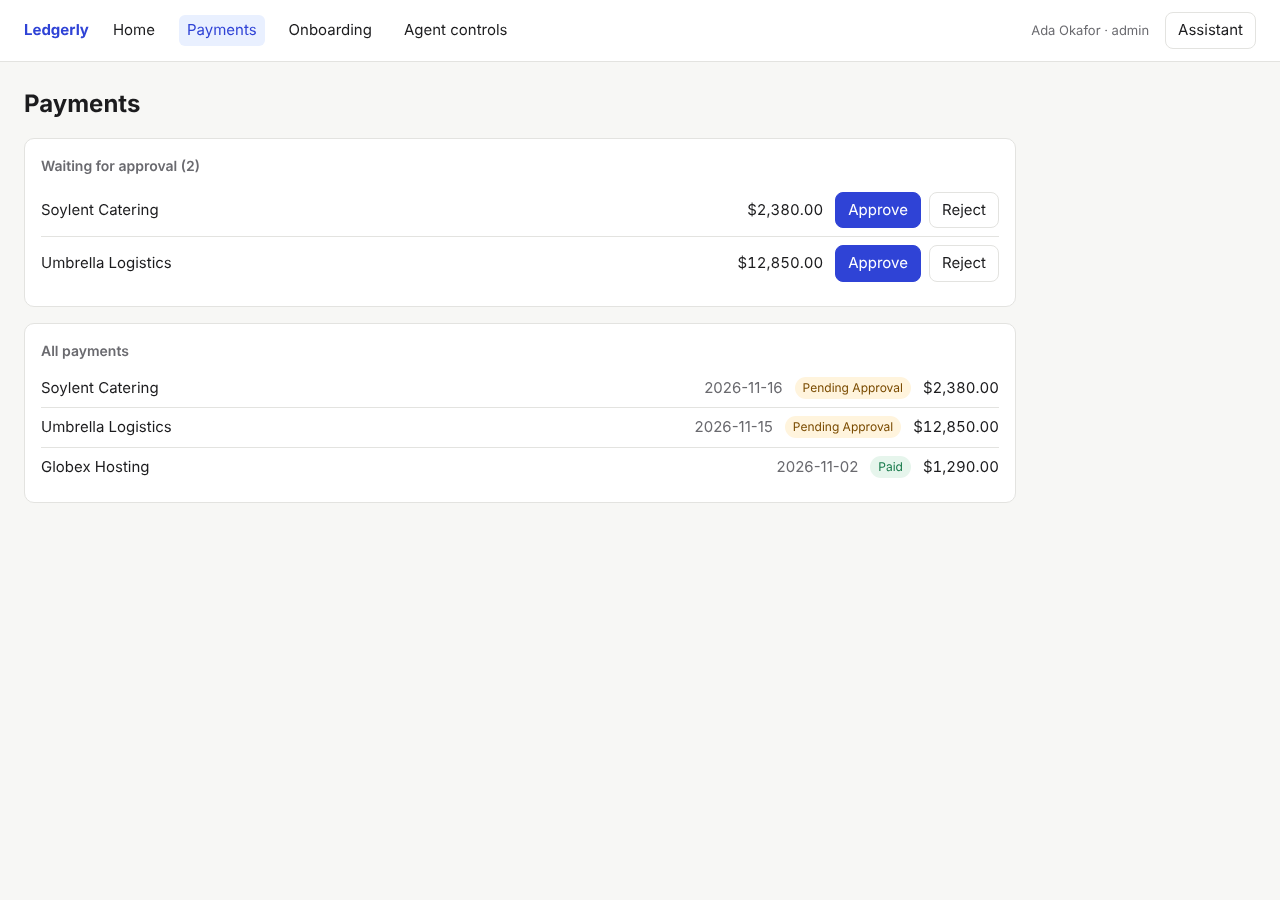 Ledgerly Home Payments Onboarding Agent controls Ada Okafor · admin Assistant
Payments
Waiting for approval (2)
Soylent Catering $2,380.00 Approve Reject
Umbrella Logistics $12,850.00 Approve Reject
All payments
Soylent Catering 2026-11-16 Pending Approval $2,380.00
Umbrella Logistics 2026-11-15 Pending Approval $12,850.00
Globex Hosting 2026-11-02 Paid $1,290.00